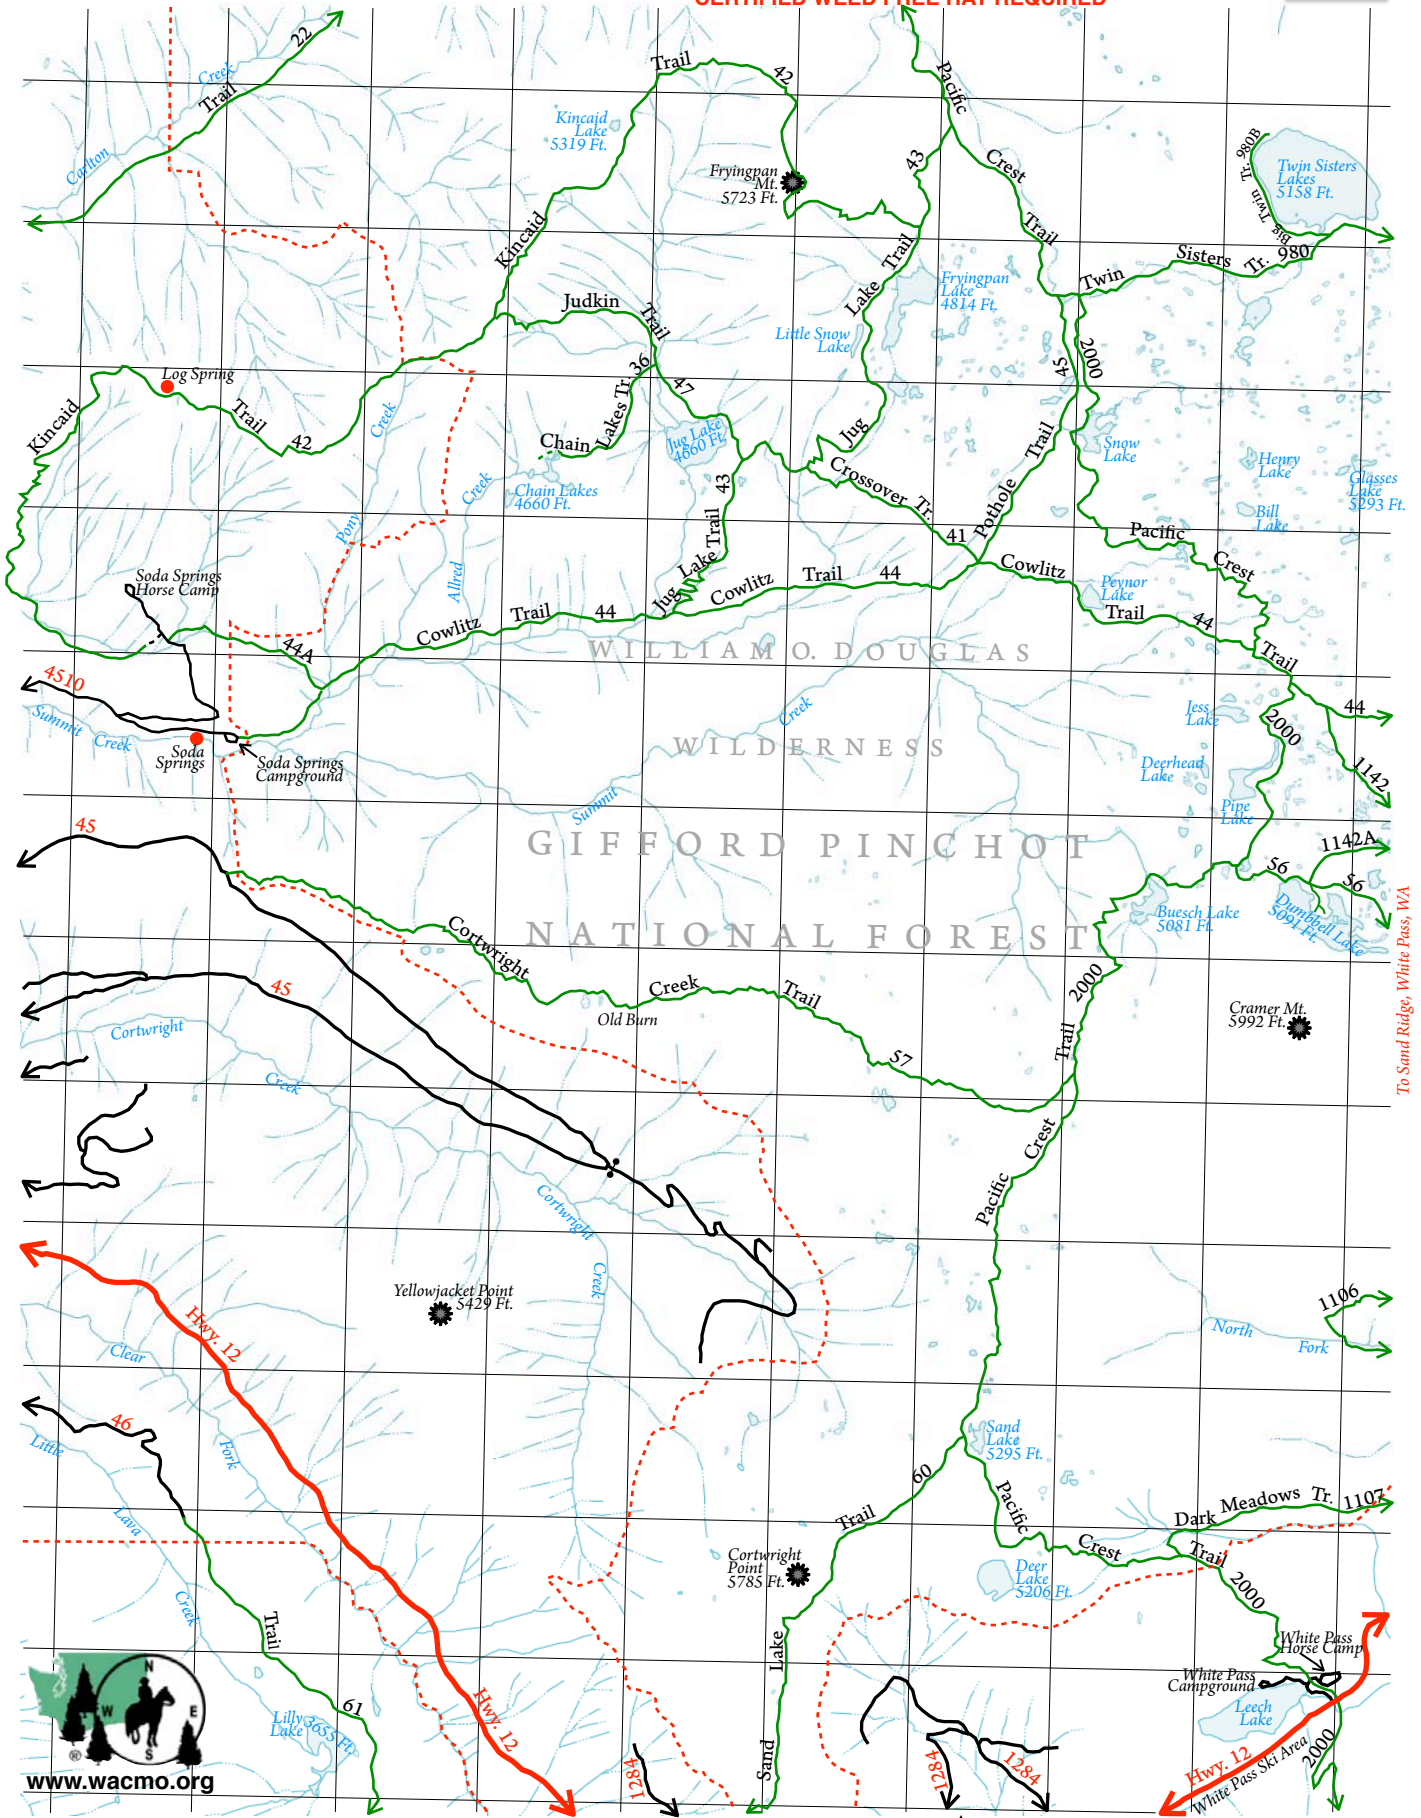 CERTIFIED WEED FREE HAY REQUIRED
22
Creek
Trail
Carlton
Trail
42
Kincaid
Lake
5319 Ft.
Fryingpan
Mt.
5723 Ft.
Pacific
43
Crest
Trail
Twin Tr. 980B
Big
Twin Sisters
Lakes
5158 Ft.
Kincaid
Lake Trail
Fryingpan
Lake
4814 Ft.
Twin Sisters Tr. 980
Judkin
Trail
47
Little Snow
Lake
45
2000
Log Spring
Kincaid
Trail
42
Creek
Chain Lakes Tr. 36
Jug Lake
4660 Ft.
Jug
Crossover Tr.
41
Pothole Trail
Snow
Lake
Henry
Lake
Glasses
Lake
5293 Ft.
Bill
Lake
Chain Lakes
4660 Ft.
Creek
Pony
Allred
43
Jug Lake Trail
Pacific
Crest
Trail
Soda Springs
Horse Camp
44A
Cowlitz Trail 44
Cowlitz Trail 44
Cowlitz
Trail
44
Peynor
Lake
WILLIAM O. DOUGLAS
WILDERNESS
4510
Summit Creek
Soda
Springs
Soda Springs
Campground
Creek
Summit
Jess
Lake
2000
44
1142
Deerhead
Lake
Pipe
Lake
GIFFORD PINCHOT
NATIONAL FOREST
45
1142A
56
56
Dumbbell Lake
5091 Ft.
Buesch Lake
5081 Ft.
Cortwright
Creek
Trail
57
Old Burn
45
Cortwright
Creek
2000
Trail
Crest
Pacific
Cramer Mt.
5992 Ft.
To Sand Ridge, White Pass, WA
Cortwright
Creek
Yellowjacket Point
5429 Ft.
Hwy. 12
Clear
Fork
1106
North
Fork
46
Little
Lava
Creek
Sand
Lake
5295 Ft.
60
Trail
Pacific
Crest
Trail
2000
Dark Meadows Tr. 1107
Cortwright
Point
5785 Ft.
Deer
Lake
5206 Ft.
Trail
61
Lake
Sand
White Pass
Horse Camp
White Pass
Campground
Leech
Lake
Lilly
Lake
3655 Ft.
Hwy. 12
1284
1284
1284
Hwy. 12
White Pass Ski Area
2000
N
W
E
S
®
www.wacmo.org